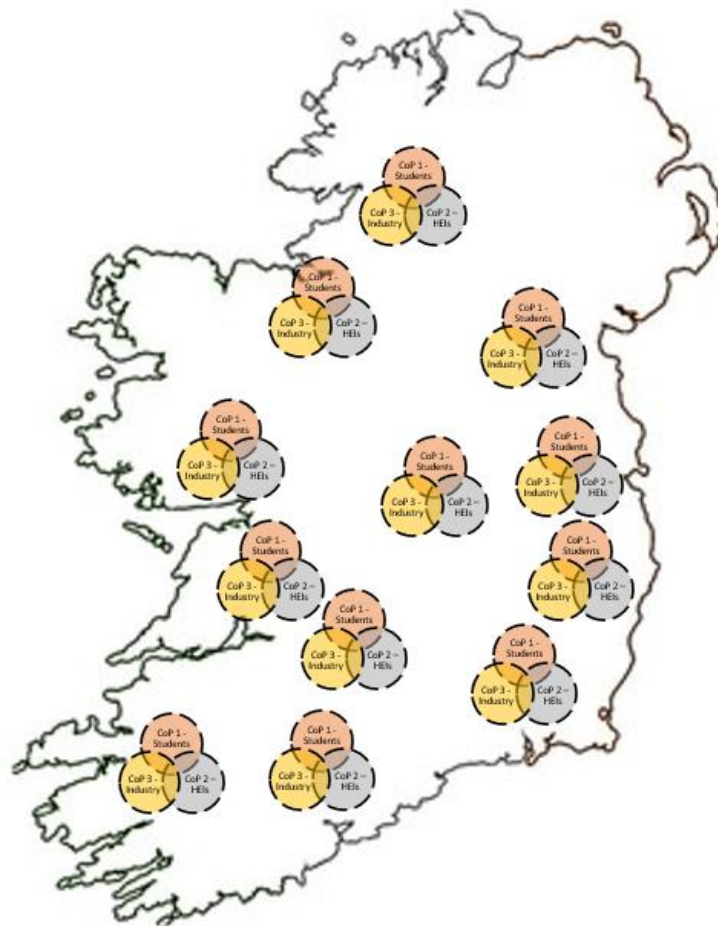 CoP 1 -
Students
CoP 3 -
Industry
CoP 2 –
HEIs
CoP 1 -
Students
CoP 3 -
Industry
CoP 2 –
HEIs
CoP 1 -
Students
CoP 3 -
Industry
CoP 2 –
HEIs
CoP 1 -
Students
CoP 3 -
Industry
CoP 2 –
HEIs
CoP 1 -
Students
CoP 3 -
Industry
CoP 2 –
HEIs
CoP 1 -
Students
CoP 3 -
Industry
CoP 2 –
HEIs
CoP 1 -
Students
CoP 3 -
Industry
CoP 2 –
HEIs
CoP 1 -
Students
CoP 3 -
Industry
CoP 2 –
HEIs
CoP 1 -
Students
CoP 3 -
Industry
CoP 2 –
HEIs
CoP 1 -
Students
CoP 3 -
Industry
CoP 2 –
HEIs
CoP 1 -
Students
CoP 3 -
Industry
CoP 2 –
HEIs
CoP 1 -
Students
CoP 3 -
Industry
CoP 2 –
HEIs